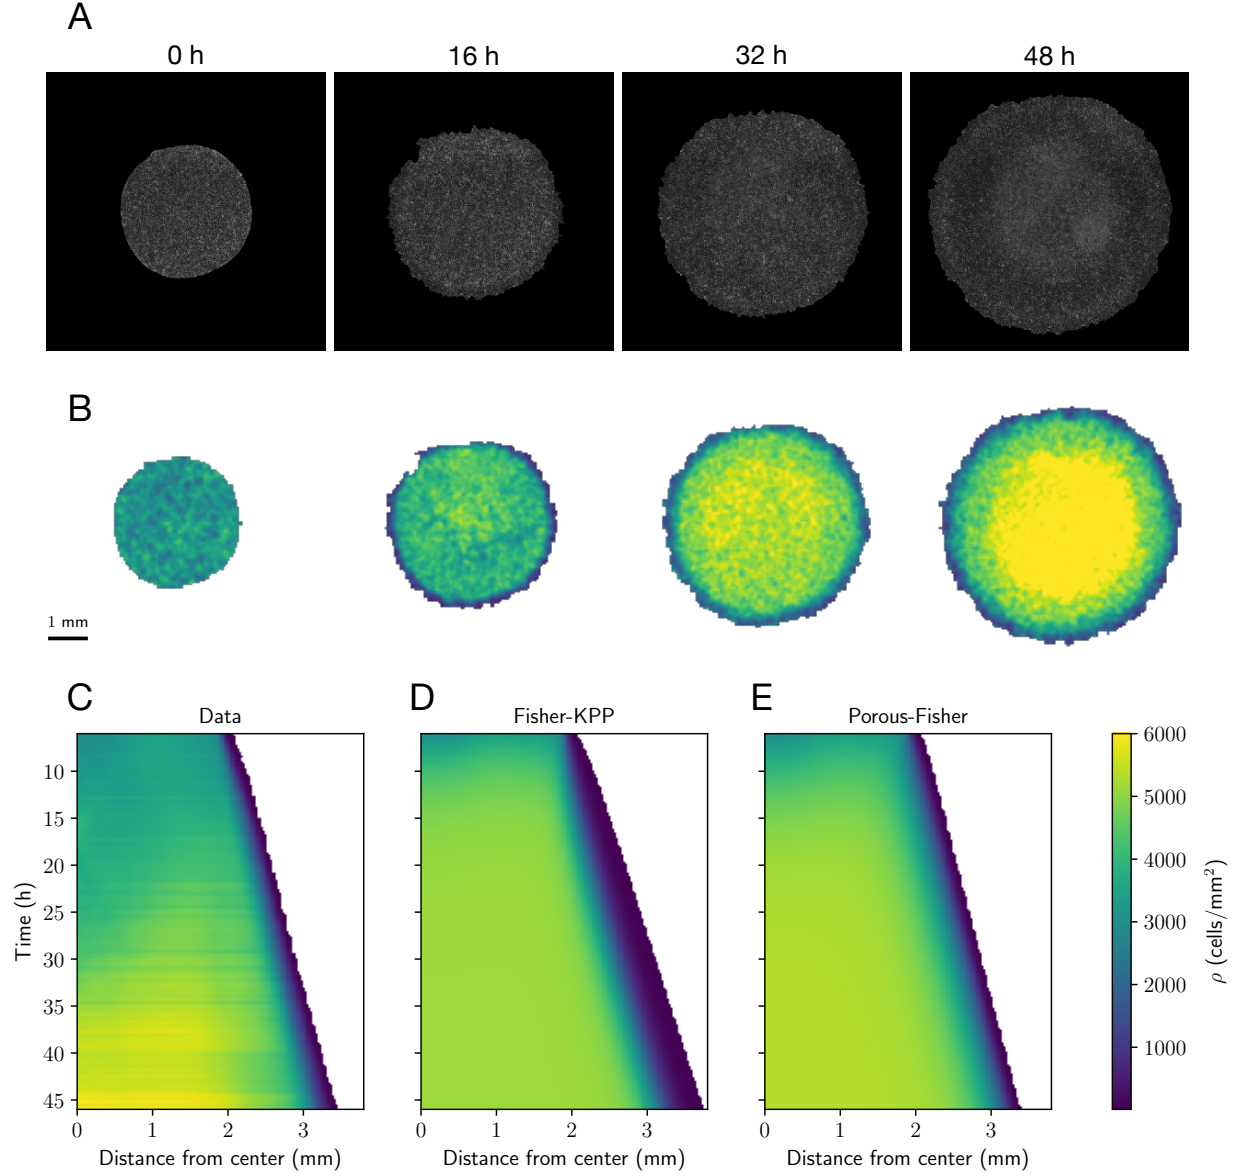 A
0 h 16 h 32 h 48 h
B
1 mm
C D E
Data Fisher-KPP Porous-Fisher
Time (h)
10
15
20
25
30
35
40
45
0 1 2 3
Distance from center (mm)
0 1 2 3
Distance from center (mm)
0 1 2 3
Distance from center (mm)
6000
5000
4000
3000
2000
1000
ρ (cells/mm²)